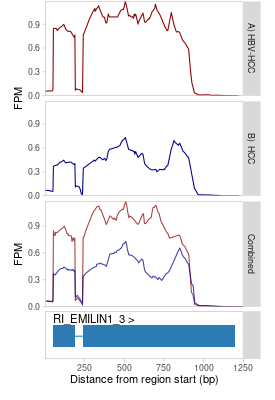 0.9
0.6
0.3
0.0
A) HBV-HCC
FPM
0.9
0.6
0.3
0.0
B) HCC
0.9
0.6
0.3
0.0
Combined
FPM
RI_EMILIN1_3 >
250 500 750 1000 1250
Distance from region start (bp)